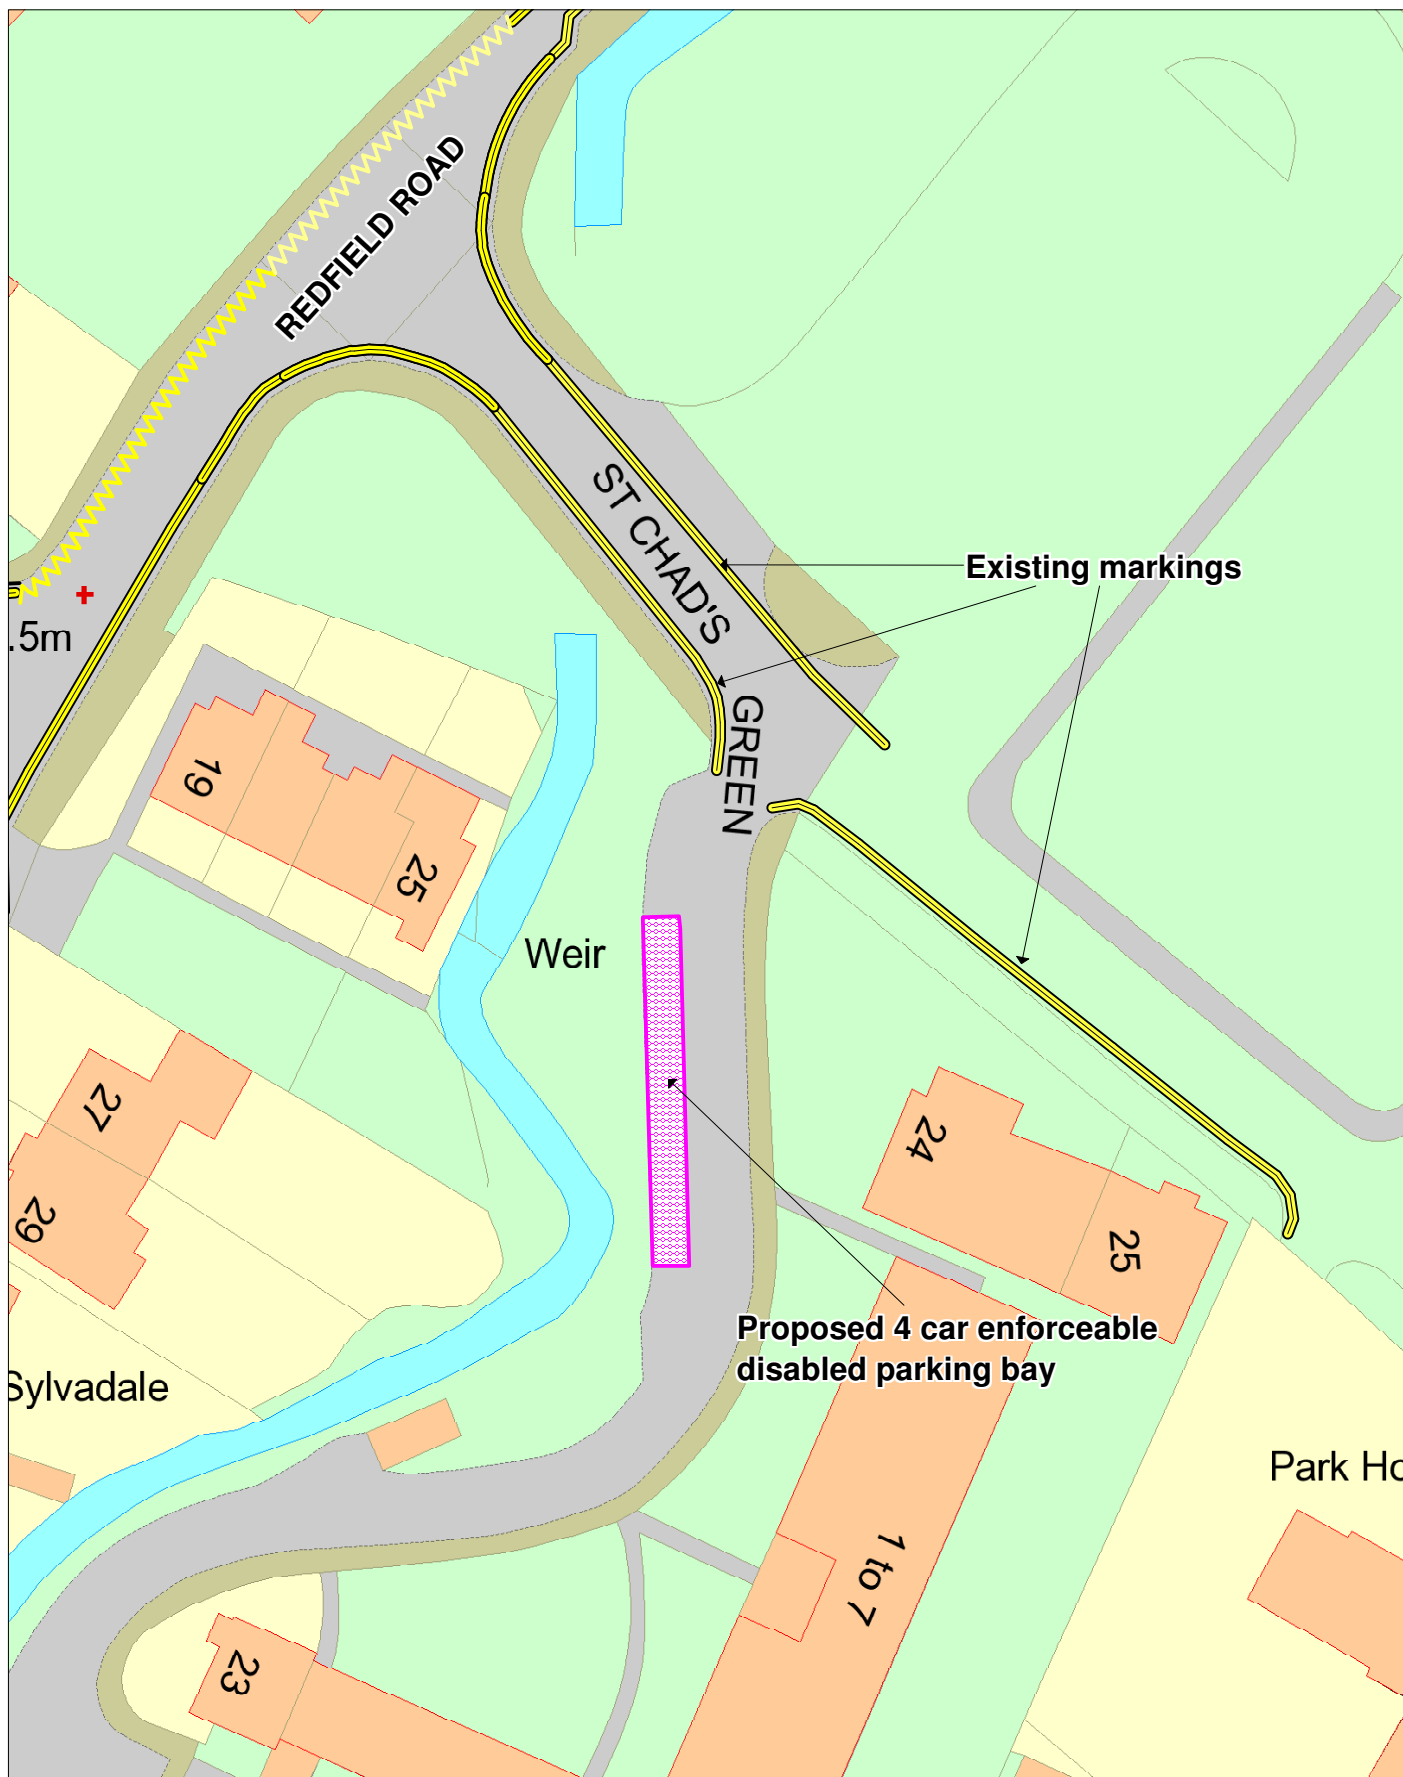 REDFIELD ROAD
ST CHAD'S
GREEN
Existing markings
.5m
19
25
Weir
27
29
24
25
Proposed 4 car enforceable
disabled parking bay
Sylvadale
Park Ho
1 to 7
23